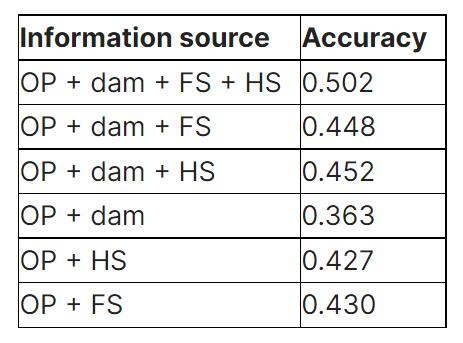 Information source Accuracy
OP + dam + FS + HS 0.502
OP + dam + FS 0.448
OP + dam + HS 0.452
OP + dam 0.363
OP + HS 0.427
OP + FS 0.430